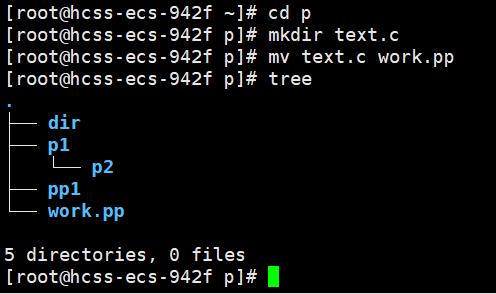 [root@hcss-ecs-942f ~]# cd p
[root@hcss-ecs-942f p]# mkdir text.c
[root@hcss-ecs-942f p]# mv text.c work.pp
[root@hcss-ecs-942f p]# tree
.
├── dir
├── p1
│   └── p2
├── pp1
└── work.pp

5 directories, 0 files
[root@hcss-ecs-942f p]#